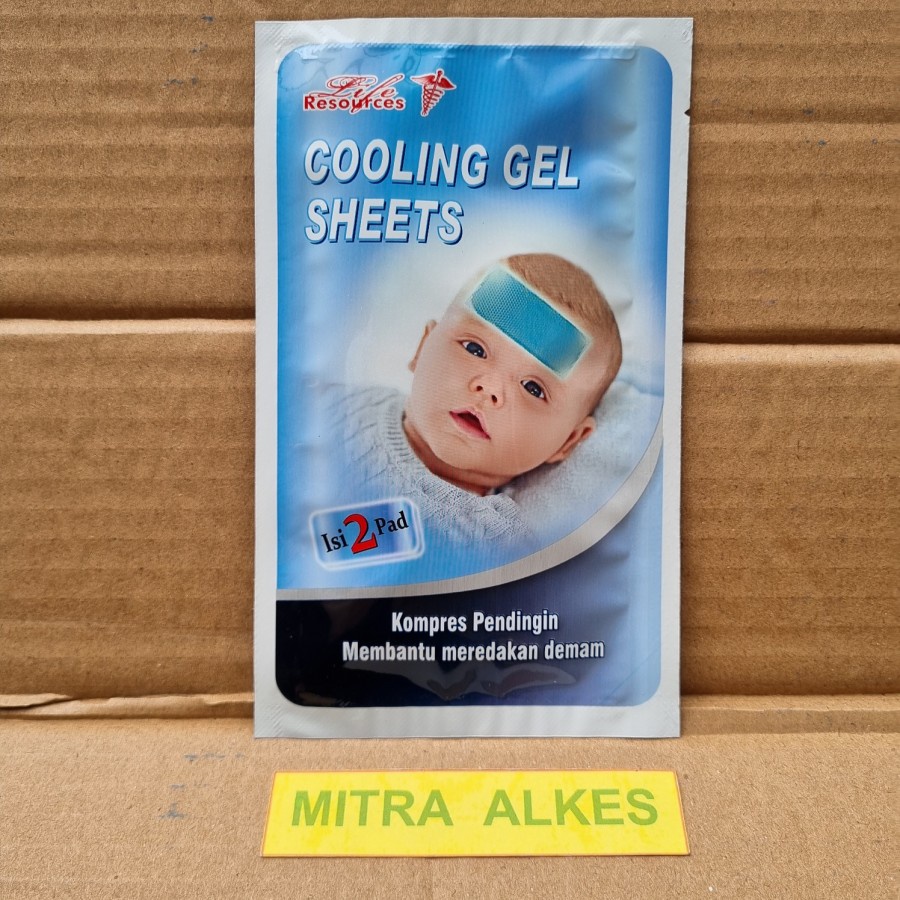 Life
Resources
COOLING GEL
SHEETS
Isi 2 Pad
Kompres Pendingin
Membantu meredakan demam
MITRA ALKES